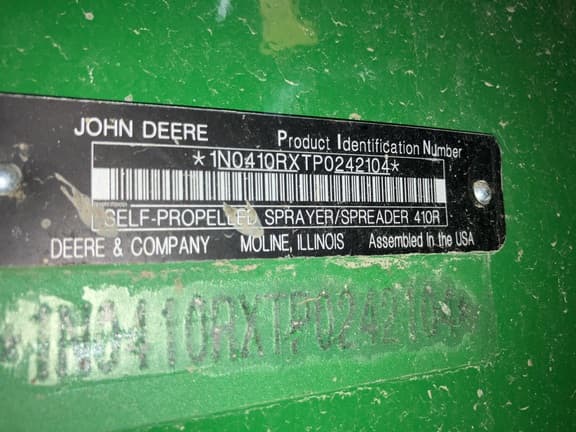 JOHN DEERE Product Identification Number
*1N0410RXTP0242104*
SELF-PROPELLED SPRAYER/SPREADER 410R
DEERE & COMPANY MOLINE, ILLINOIS Assembled in the USA
*1N0410RXTP0242104*